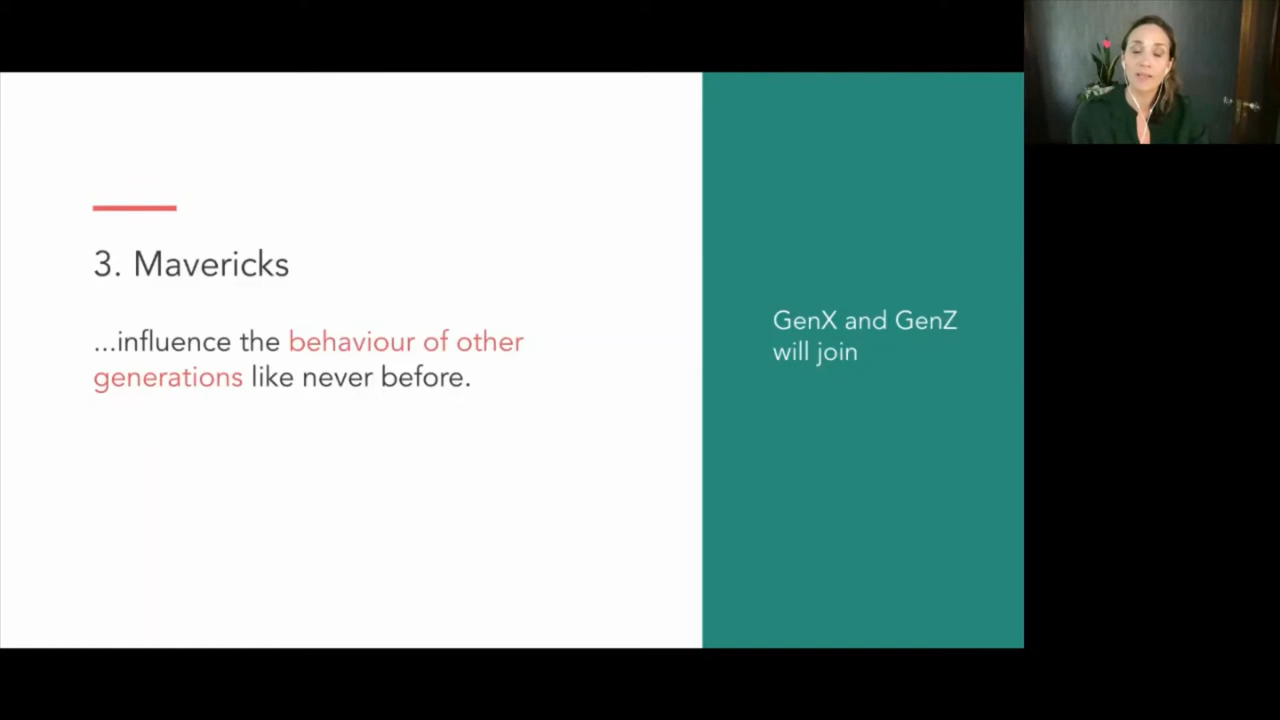 3. Mavericks
...influence the behaviour of other
generations like never before.
GenX and GenZ
will join